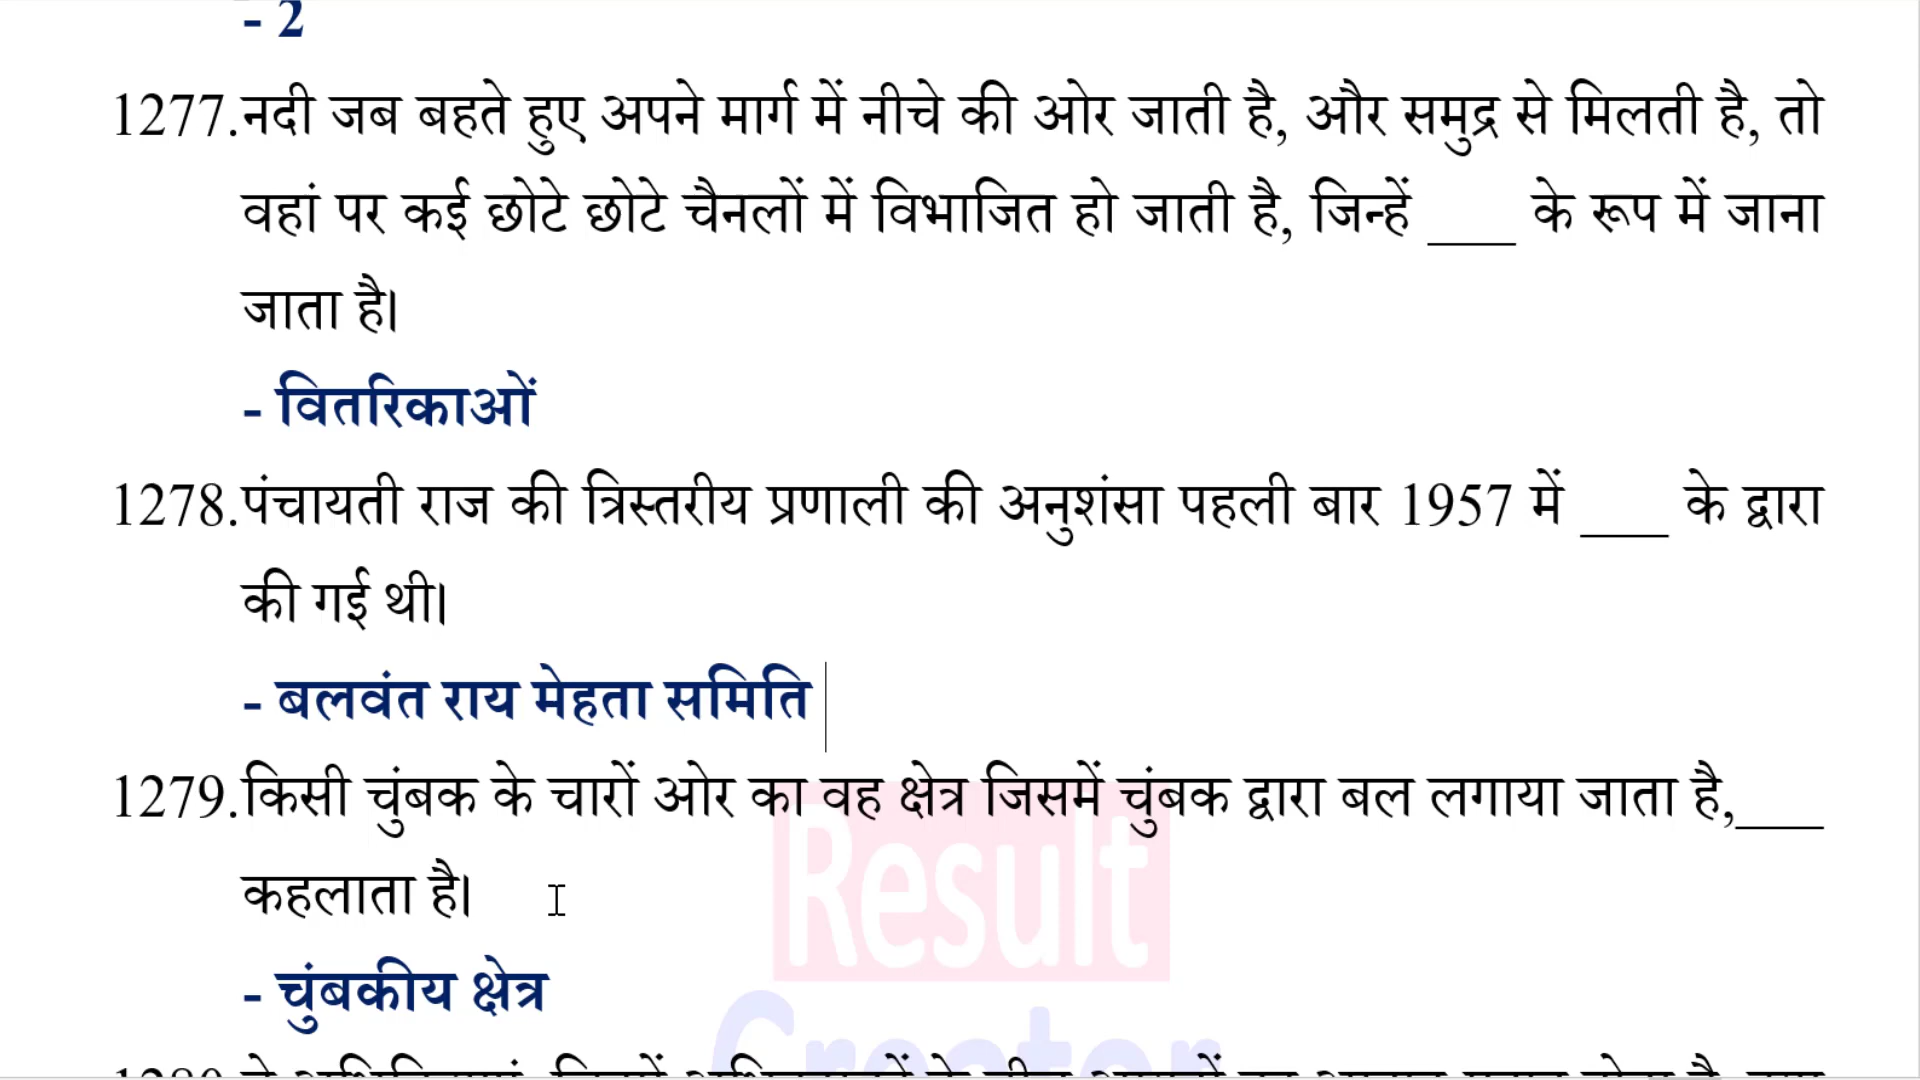 - 2
1277.नदी जब बहते हुए अपने मार्ग में नीचे की ओर जाती है, और समुद्र से मिलती है, तो
वहां पर कई छोटे छोटे चैनलों में विभाजित हो जाती है, जिन्हें ___ के रूप में जाना
जाता है।
- वितरिकाओं
1278.पंचायती राज की त्रिस्तरीय प्रणाली की अनुशंसा पहली बार 1957 में ___ के द्वारा
की गई थी।
- बलवंत राय मेहता समिति
1279.किसी चुंबक के चारों ओर का वह क्षेत्र जिसमें चुंबक द्वारा बल लगाया जाता है,___
कहलाता है।
Result
- चुंबकीय क्षेत्र
Creator
1280.